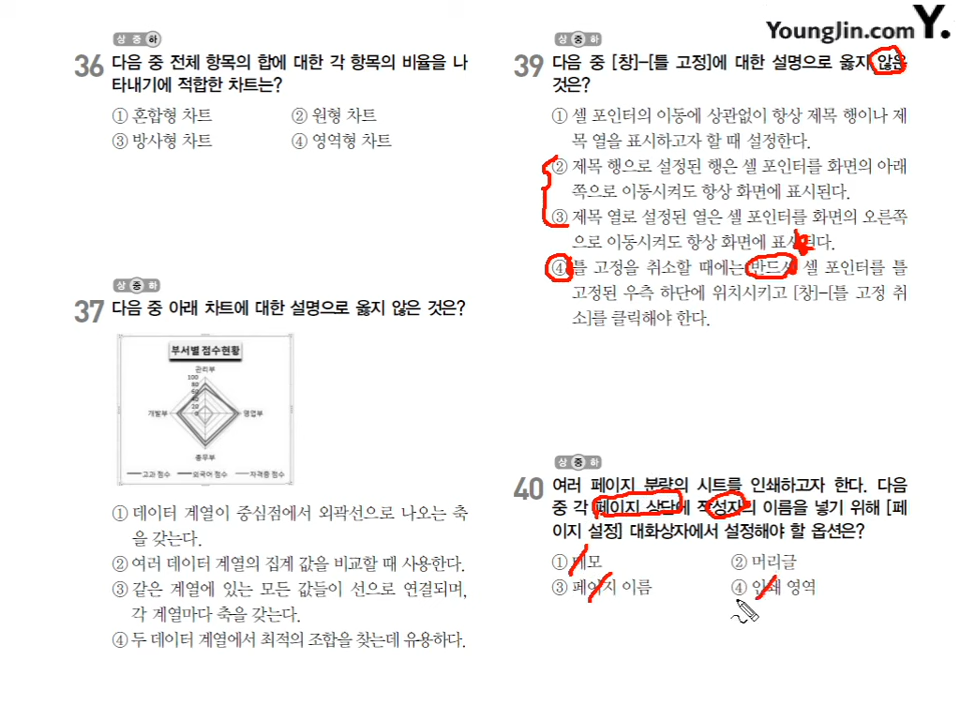 YoungJin.com Y.
상 중 하
36 다음 중 전체 항목의 합에 대한 각 항목의 비율을 나
타내기에 적합한 차트는?
① 혼합형 차트 ② 원형 차트
③ 방사형 차트 ④ 영역형 차트
상 중 하
37 다음 중 아래 차트에 대한 설명으로 옳지 않은 것은?
부서별 점수현황
관리부
100
80
60
40
20
0
개발부 영업부
총무부
고과 점수 외국어 점수 자격증 점수
① 데이터 계열이 중심점에서 외곽선으로 나오는 축
을 갖는다.
② 여러 데이터 계열의 집계 값을 비교할 때 사용한다.
③ 같은 계열에 있는 모든 값들이 선으로 연결되며,
각 계열마다 축을 갖는다.
④ 두 데이터 계열에서 최적의 조합을 찾는데 유용하다.
상 중 하
39 다음 중 [창]-[틀 고정]에 대한 설명으로 옳지 않은
것은?
① 셀 포인터의 이동에 상관없이 항상 제목 행이나 제
목 열을 표시하고자 할 때 설정한다.
② 제목 행으로 설정된 행은 셀 포인터를 화면의 아래
쪽으로 이동시켜도 항상 화면에 표시된다.
③ 제목 열로 설정된 열은 셀 포인터를 화면의 오른쪽
으로 이동시켜도 항상 화면에 표시된다.
④ 틀 고정을 취소할 때에는 반드시 셀 포인터를 틀
고정된 우측 하단에 위치시키고 [창]-[틀 고정 취
소]를 클릭해야 한다.
상 중 하
40 여러 페이지 분량의 시트를 인쇄하고자 한다. 다음
중 각 페이지 상단에 작성자의 이름을 넣기 위해 [페
이지 설정] 대화상자에서 설정해야 할 옵션은?
① 메모 ② 머리글
③ 페이지 이름 ④ 인쇄 영역